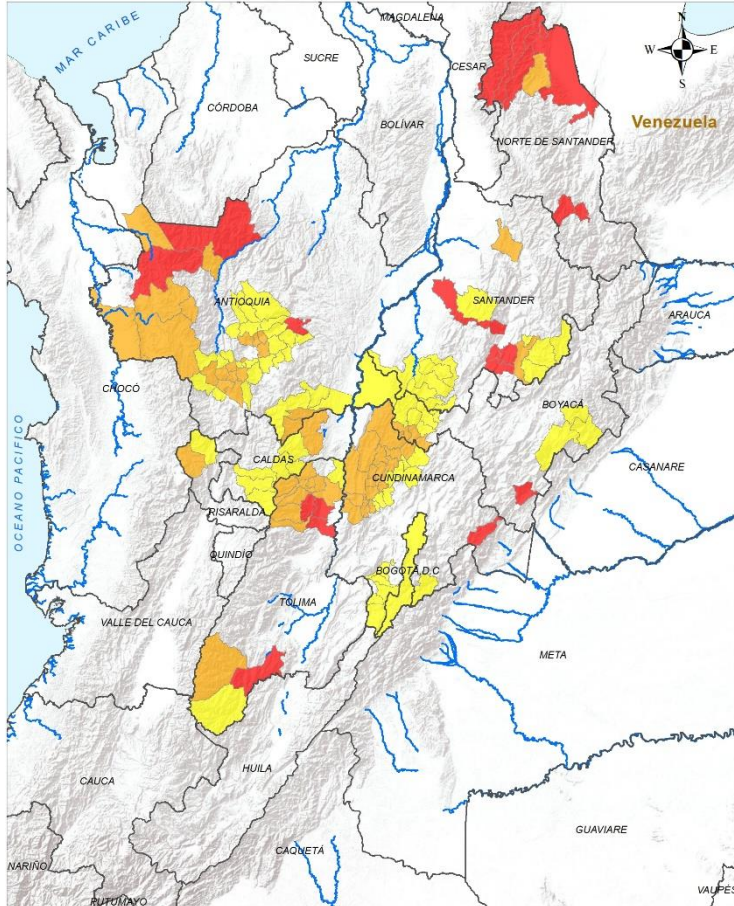 MAGDALENA
N
MAR CARIBE
W
E
SUCRE
CESAR
S
CÓRDOBA
BOLÍVAR
Venezuela
NORTE DE SANTANDER
ANTIOQUIA
SANTANDER
ARAUCA
CHOCÓ
BOYACÁ
OCEANO PACIFICO
CALDAS
CASANARE
CUNDINAMARCA
RISARALDA
QUINDÍO
BOGOTÁ,D.C
TOLIMA
VALLE DEL CAUCA
META
HUILA
CAUCA
GUAVIARE
CAQUETÁ
NARIÑO
VAUPÉS
PUTUMAYO